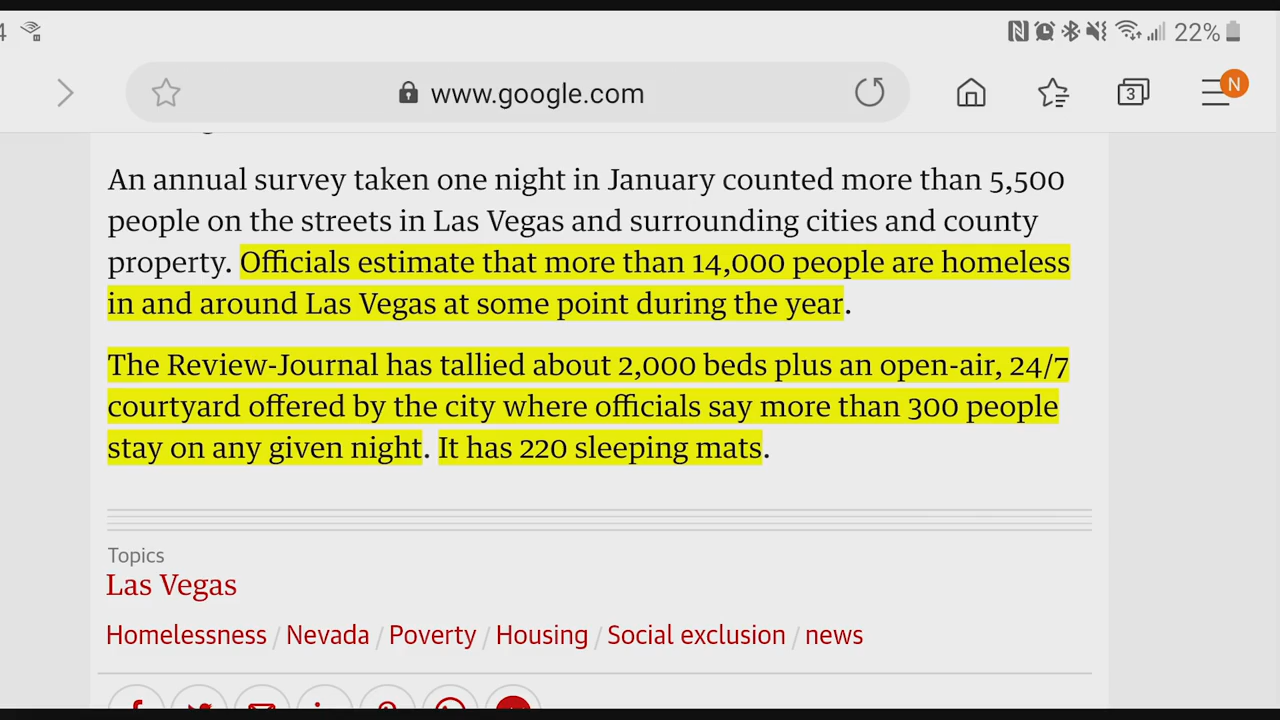 4
22%
www.google.com
3
N
An annual survey taken one night in January counted more than 5,500
people on the streets in Las Vegas and surrounding cities and county
property. Officials estimate that more than 14,000 people are homeless
in and around Las Vegas at some point during the year.
The Review-Journal has tallied about 2,000 beds plus an open-air, 24/7
courtyard offered by the city where officials say more than 300 people
stay on any given night. It has 220 sleeping mats.
Topics
Las Vegas
Homelessness / Nevada / Poverty / Housing / Social exclusion / news